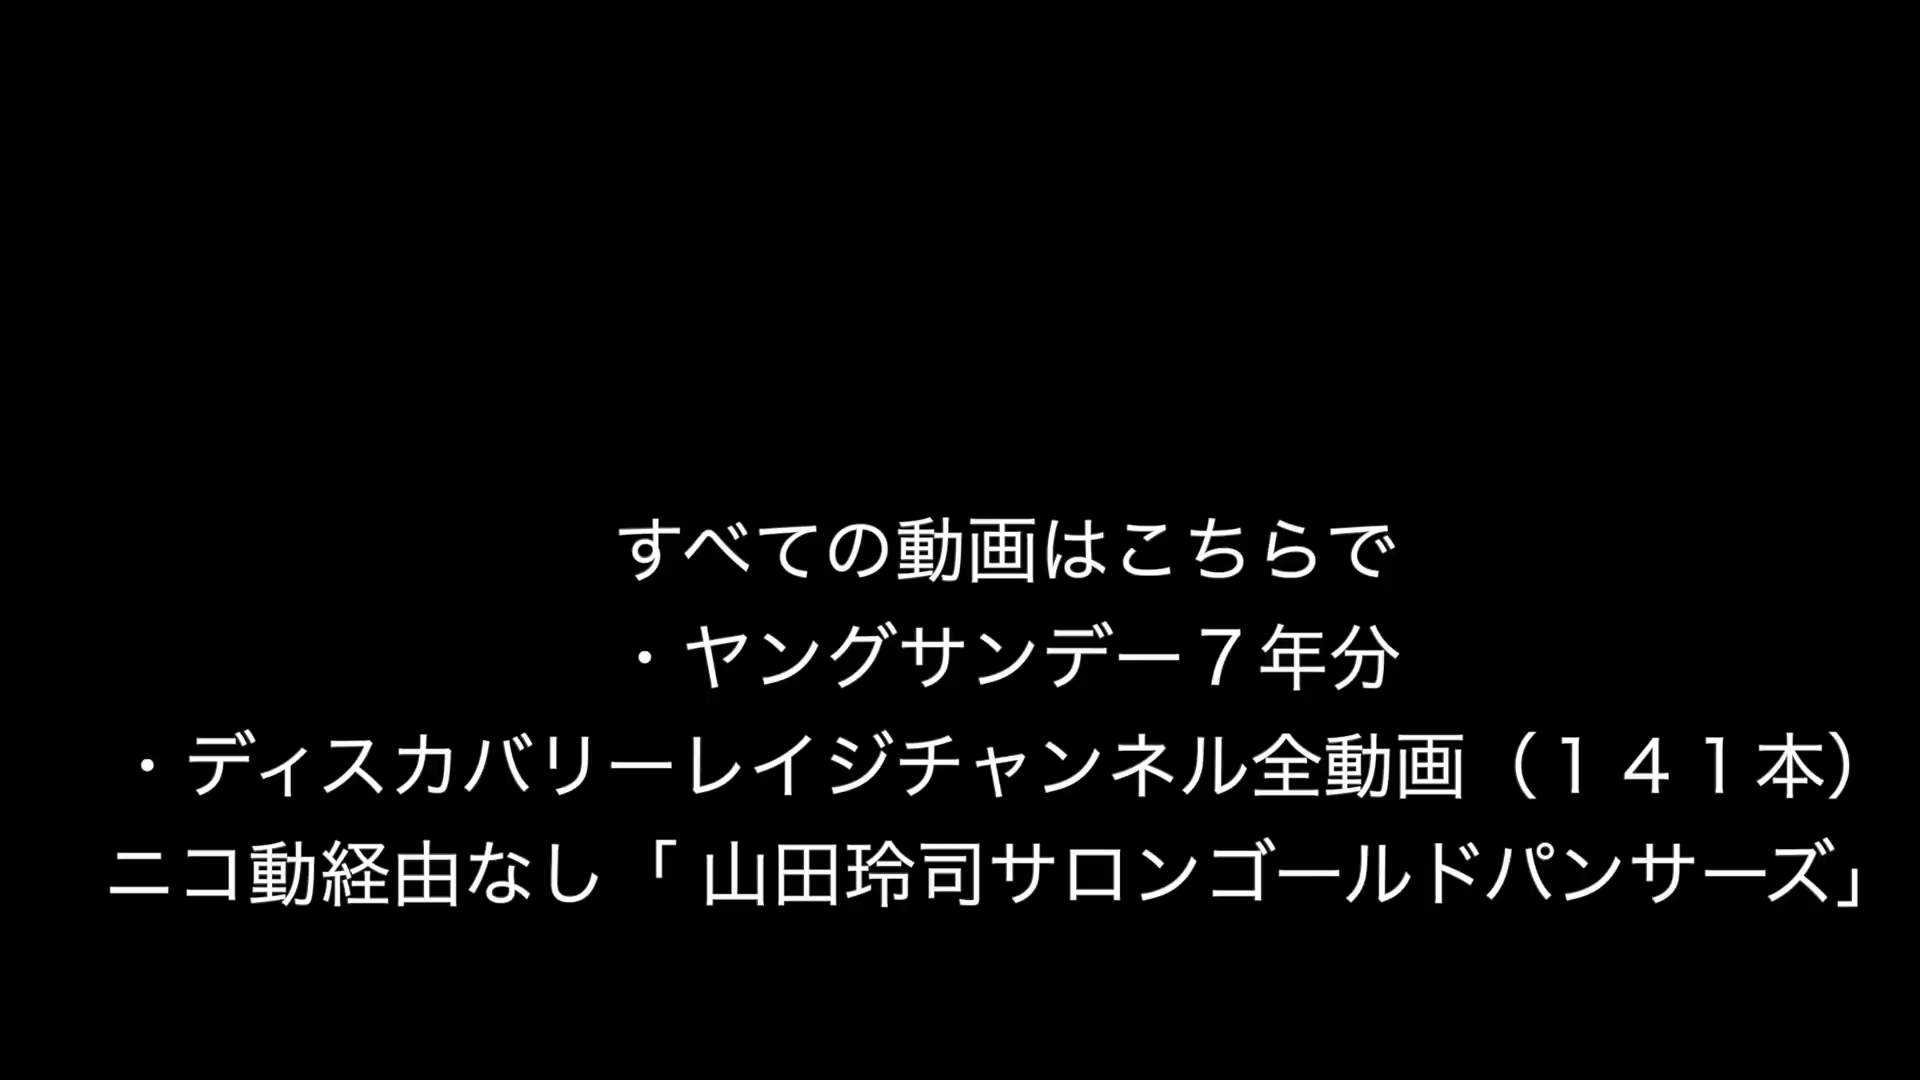 すべての動画はこちらで
・ヤングサンデー７年分
・ディスカバリーレイジチャンネル全動画（１４１本）
ニコ動経由なし「山田玲司サロンゴールドパンサーズ」